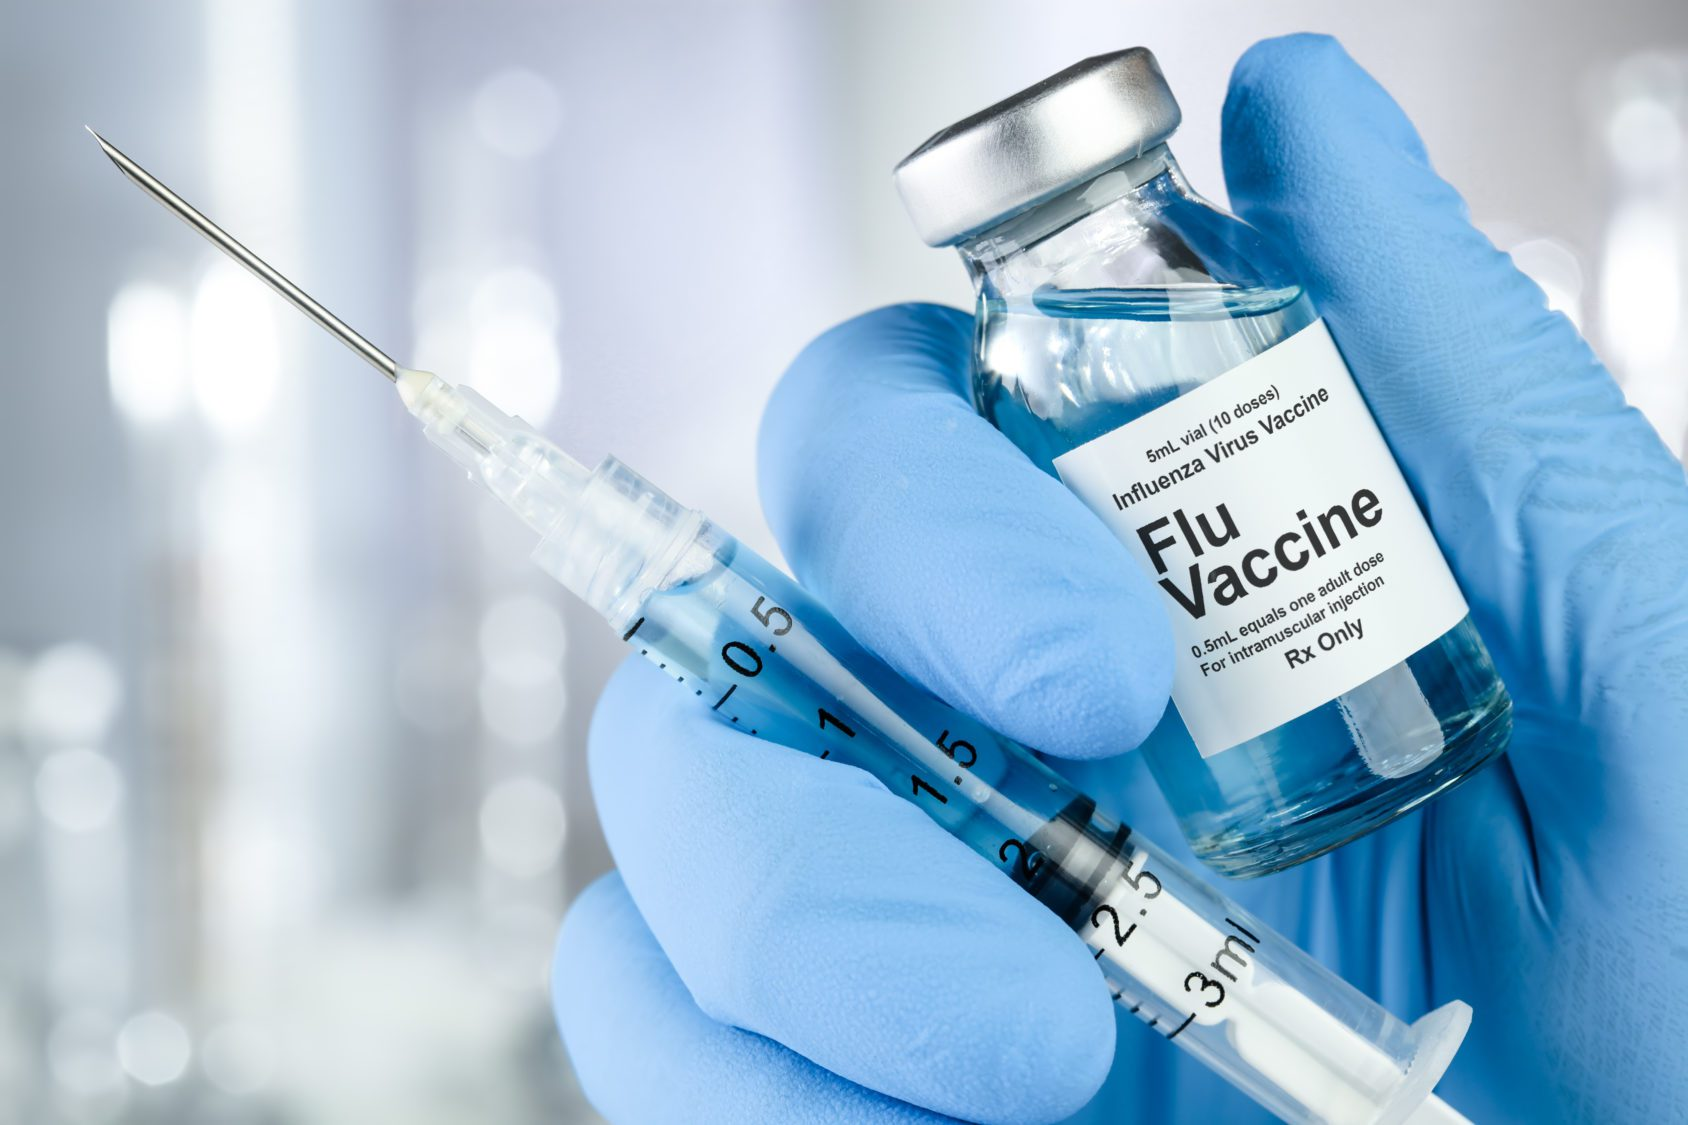 5mL vial (10 doses)
Influenza Virus Vaccine
Flu
Vaccine
0.5mL equals one adult dose
For intramuscular injection
Rx Only
0.5
1
1.5
2
2.5
3ml